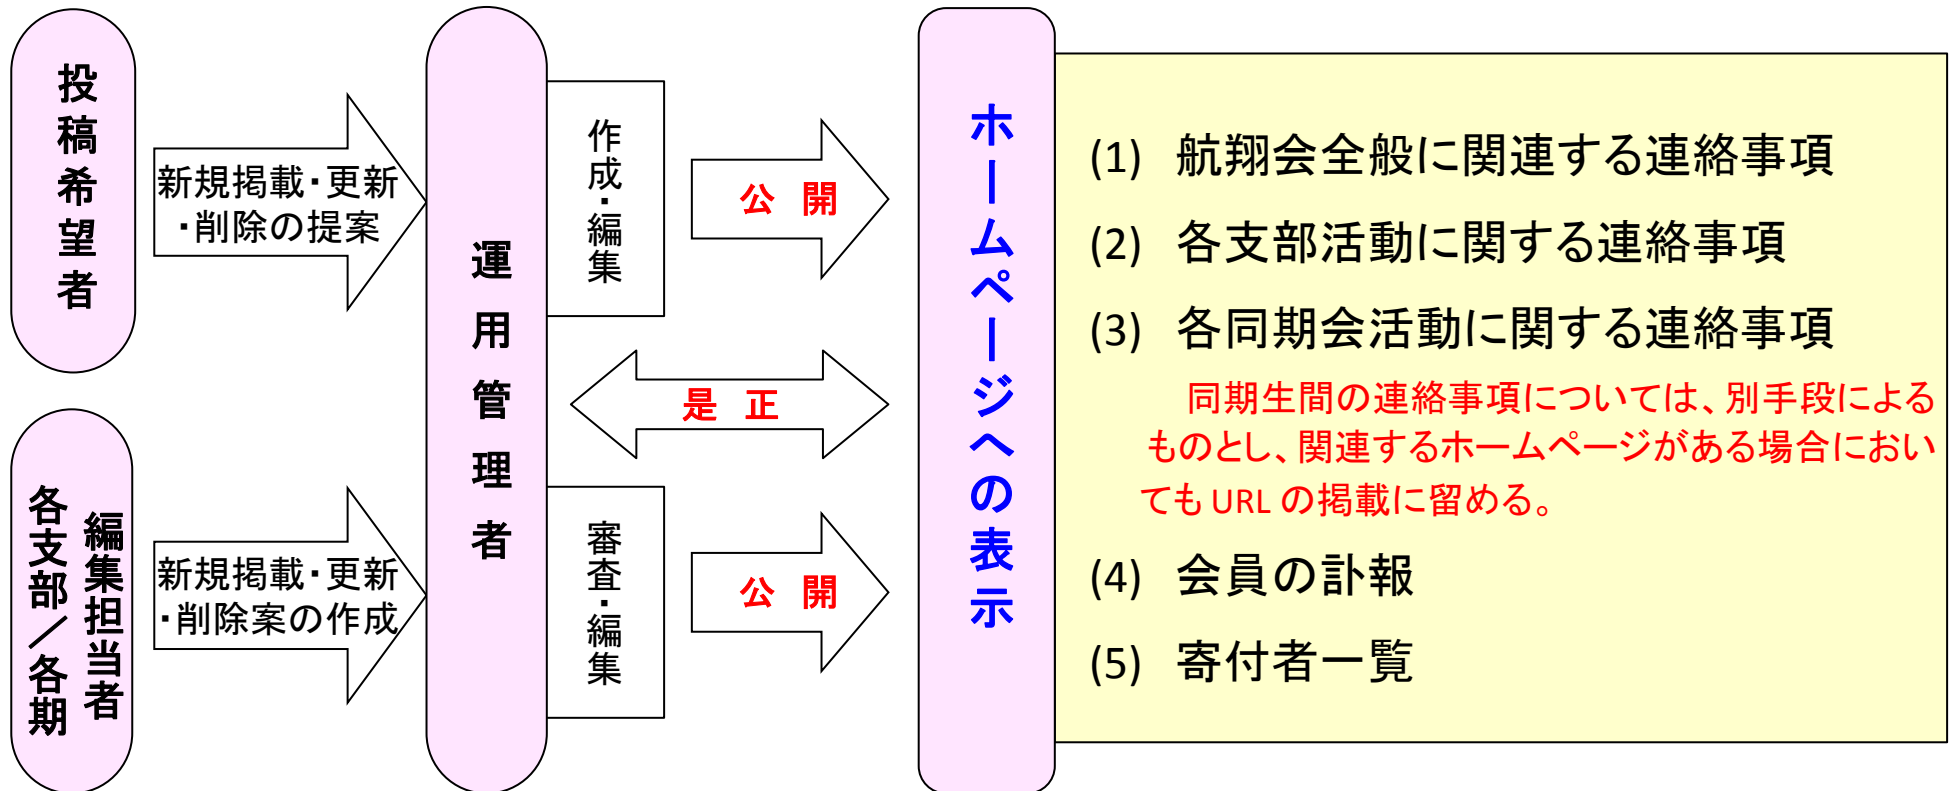 投稿希望者
新規掲載・更新
・削除の提案
編集担当者
各支部／各期
新規掲載・更新
・削除案の作成
運用管理者
作成・編集
公　開
是　正
審査・編集
公　開
ホームページへの表示
(1)　航翔会全般に関連する連絡事項
(2)　各支部活動に関する連絡事項
(3)　各同期会活動に関する連絡事項
同期生間の連絡事項については、別手段による
ものとし、関連するホームページがある場合におい
ても URL の掲載に留める。
(4)　会員の訃報
(5)　寄付者一覧